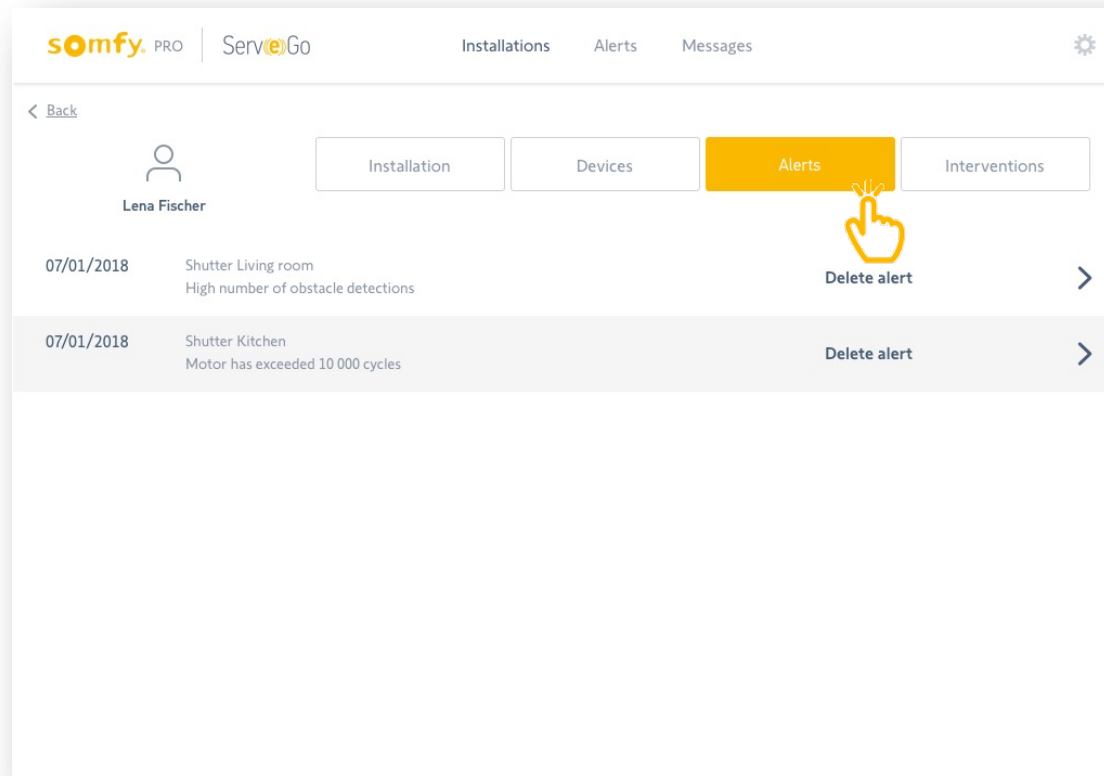 somfy. PRO Serv(e)Go Installations Alerts Messages
Back
Installation Devices Alerts Interventions
Lena Fischer
07/01/2018 Shutter Living room
High number of obstacle detections
Delete alert
07/01/2018 Shutter Kitchen
Motor has exceeded 10 000 cycles
Delete alert